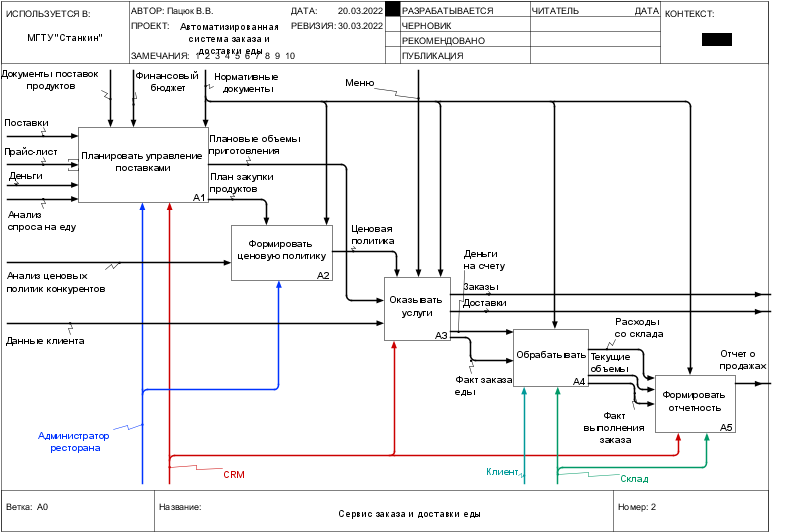 ИСПОЛЬЗУЕТСЯ В:
МГТУ "Станкин"
АВТОР: Пацюк В.В.
ДАТА: 20.03.2022
ПРОЕКТ: Автоматизированная
система заказа и
доставки еды
РЕВИЗИЯ: 30.03.2022
ЗАМЕЧАНИЯ: 1 2 3 4 5 6 7 8 9 10
РАЗРАБАТЫВАЕТСЯ
ЧЕРНОВИК
РЕКОМЕНДОВАНО
ПУБЛИКАЦИЯ
ЧИТАТЕЛЬ
ДАТА
КОНТЕКСТ:
Документы поставок
продуктов
Финансовый
бюджет
Нормативные
документы
Меню
Поставки
Прайс-лист
Деньги
Анализ
спроса на еду
Планировать управление
поставками
A1
Плановые объемы
приготовления
План закупки
продуктов
Формировать
ценовую политику
A2
Ценовая
политика
Анализ ценовых
политик конкурентов
Деньги
на счету
Заказы
Доставки
Оказывать
услуги
A3
Данные клиента
Расходы
со склада
Обрабатывать
A4
Текущие
объемы
Отчет о
продажах
Факт заказа
еды
Формировать
отчетность
A5
Факт
выполнения
заказа
Администратор
ресторана
CRM
Клиент
Склад
Ветка: A0
Название:
Сервис заказа и доставки еды
Номер: 2